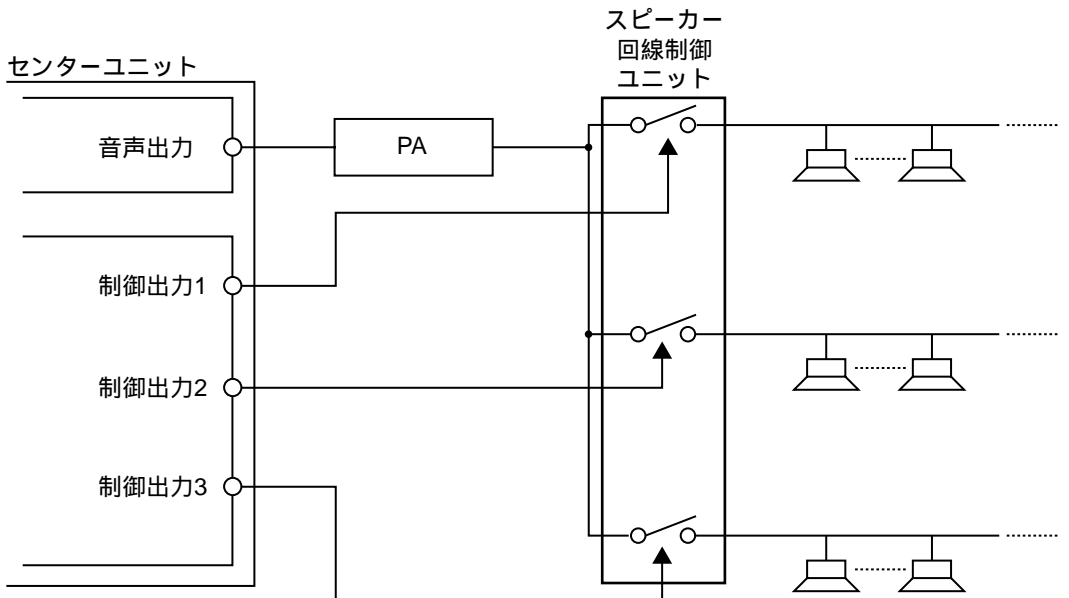 スピーカー
回線制御
ユニット
センターユニット
音声出力
PA
制御出力1
制御出力2
制御出力3